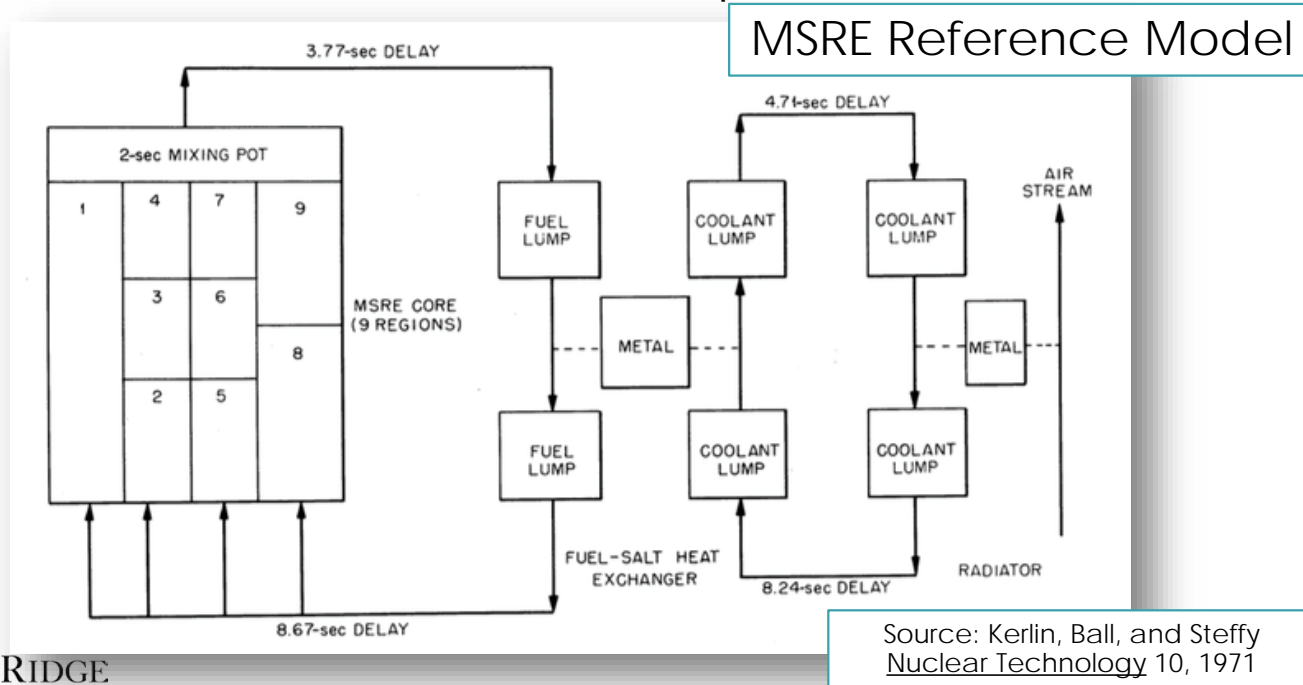 MSRE Reference Model
3.77-sec DELAY
4.71-sec DELAY
2-sec MIXING POT
AIR
STREAM
1
4
7
9
FUEL
LUMP
COOLANT
LUMP
COOLANT
LUMP
3
6
MSRE CORE
(9 REGIONS)
METAL
METAL
8
2
5
FUEL
LUMP
COOLANT
LUMP
COOLANT
LUMP
FUEL-SALT HEAT
EXCHANGER
8.24-sec DELAY
RADIATOR
8.67-sec DELAY
Source: Kerlin, Ball, and Steffy
Nuclear Technology 10, 1971
RIDGE